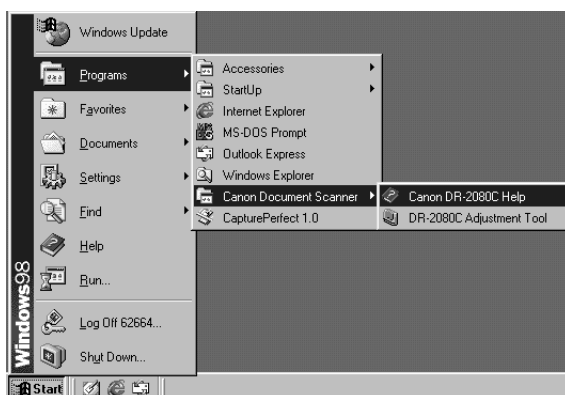 Windows Update
Programs
Favorites
Documents
Settings
Find
Help
Run...
Log Off 62664...
Shut Down...
Windows98
Start
Accessories
StartUp
Internet Explorer
MS-DOS Prompt
Outlook Express
Windows Explorer
Canon Document Scanner
CapturePerfect 1.0
Canon DR-2080C Help
DR-2080C Adjustment Tool